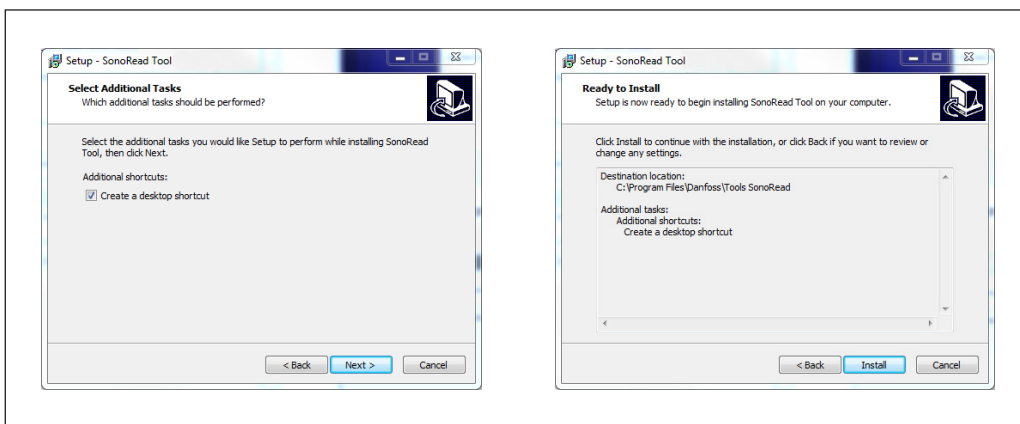 Setup - SonoRead Tool
Select Additional Tasks
Which additional tasks should be performed?
Select the additional tasks you would like Setup to perform while installing SonoRead
Tool, then click Next.
Additional shortcuts:
Create a desktop shortcut
< Back
Next >
Cancel
Setup - SonoRead Tool
Ready to Install
Setup is now ready to begin installing SonoRead Tool on your computer.
Click Install to continue with the installation, or click Back if you want to review or
change any settings.
Destination location:
C:\Program Files\Danfoss\Tools SonoRead
Additional tasks:
Additional shortcuts:
Create a desktop shortcut
< Back
Install
Cancel